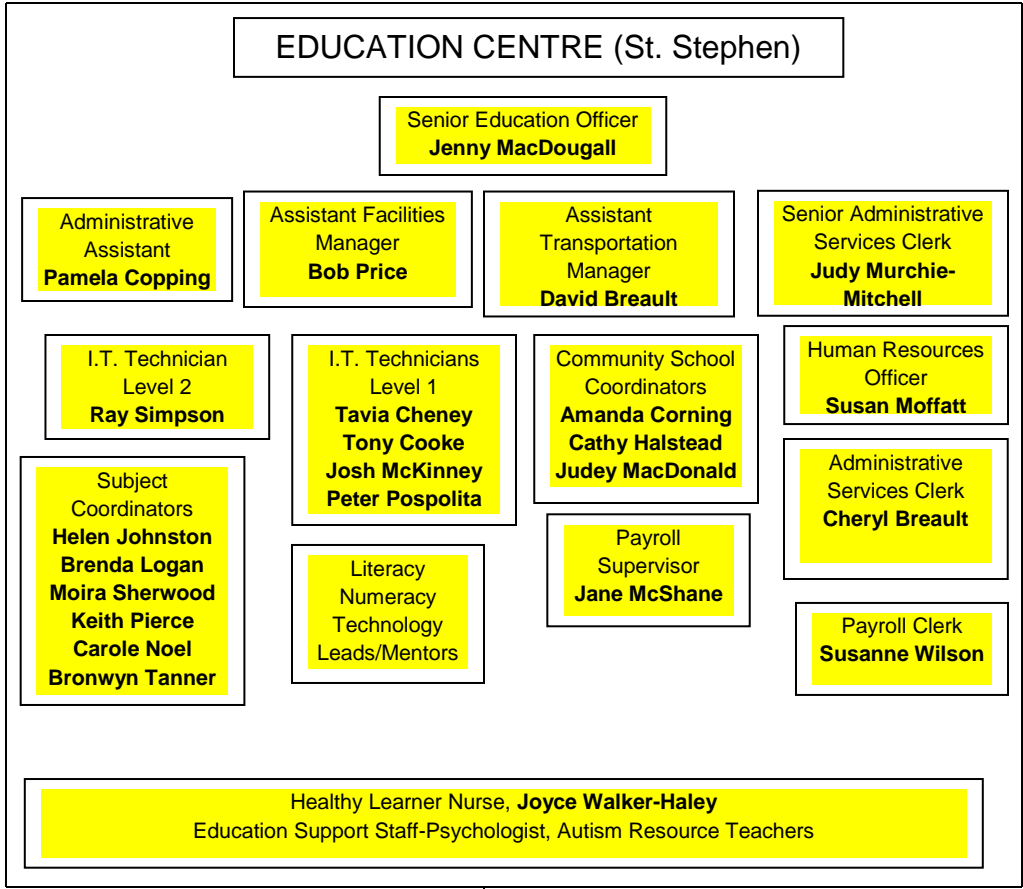 EDUCATION CENTRE (St. Stephen)
Senior Education Officer
Jenny MacDougall
Administrative
Assistant
Pamela Copping
Assistant Facilities
Manager
Bob Price
Assistant
Transportation
Manager
David Breault
Senior Administrative
Services Clerk
Judy Murchie-
Mitchell
I.T. Technician
Level 2
Ray Simpson
I.T. Technicians
Level 1
Tavia Cheney
Tony Cooke
Josh McKinney
Peter Pospolita
Community School
Coordinators
Amanda Corning
Cathy Halstead
Judey MacDonald
Human Resources
Officer
Susan Moffatt
Subject
Coordinators
Helen Johnston
Brenda Logan
Moira Sherwood
Keith Pierce
Carole Noel
Bronwyn Tanner
Literacy
Numeracy
Technology
Leads/Mentors
Payroll
Supervisor
Jane McShane
Administrative
Services Clerk
Cheryl Breault
Payroll Clerk
Susanne Wilson
Healthy Learner Nurse, Joyce Walker-Haley
Education Support Staff-Psychologist, Autism Resource Teachers